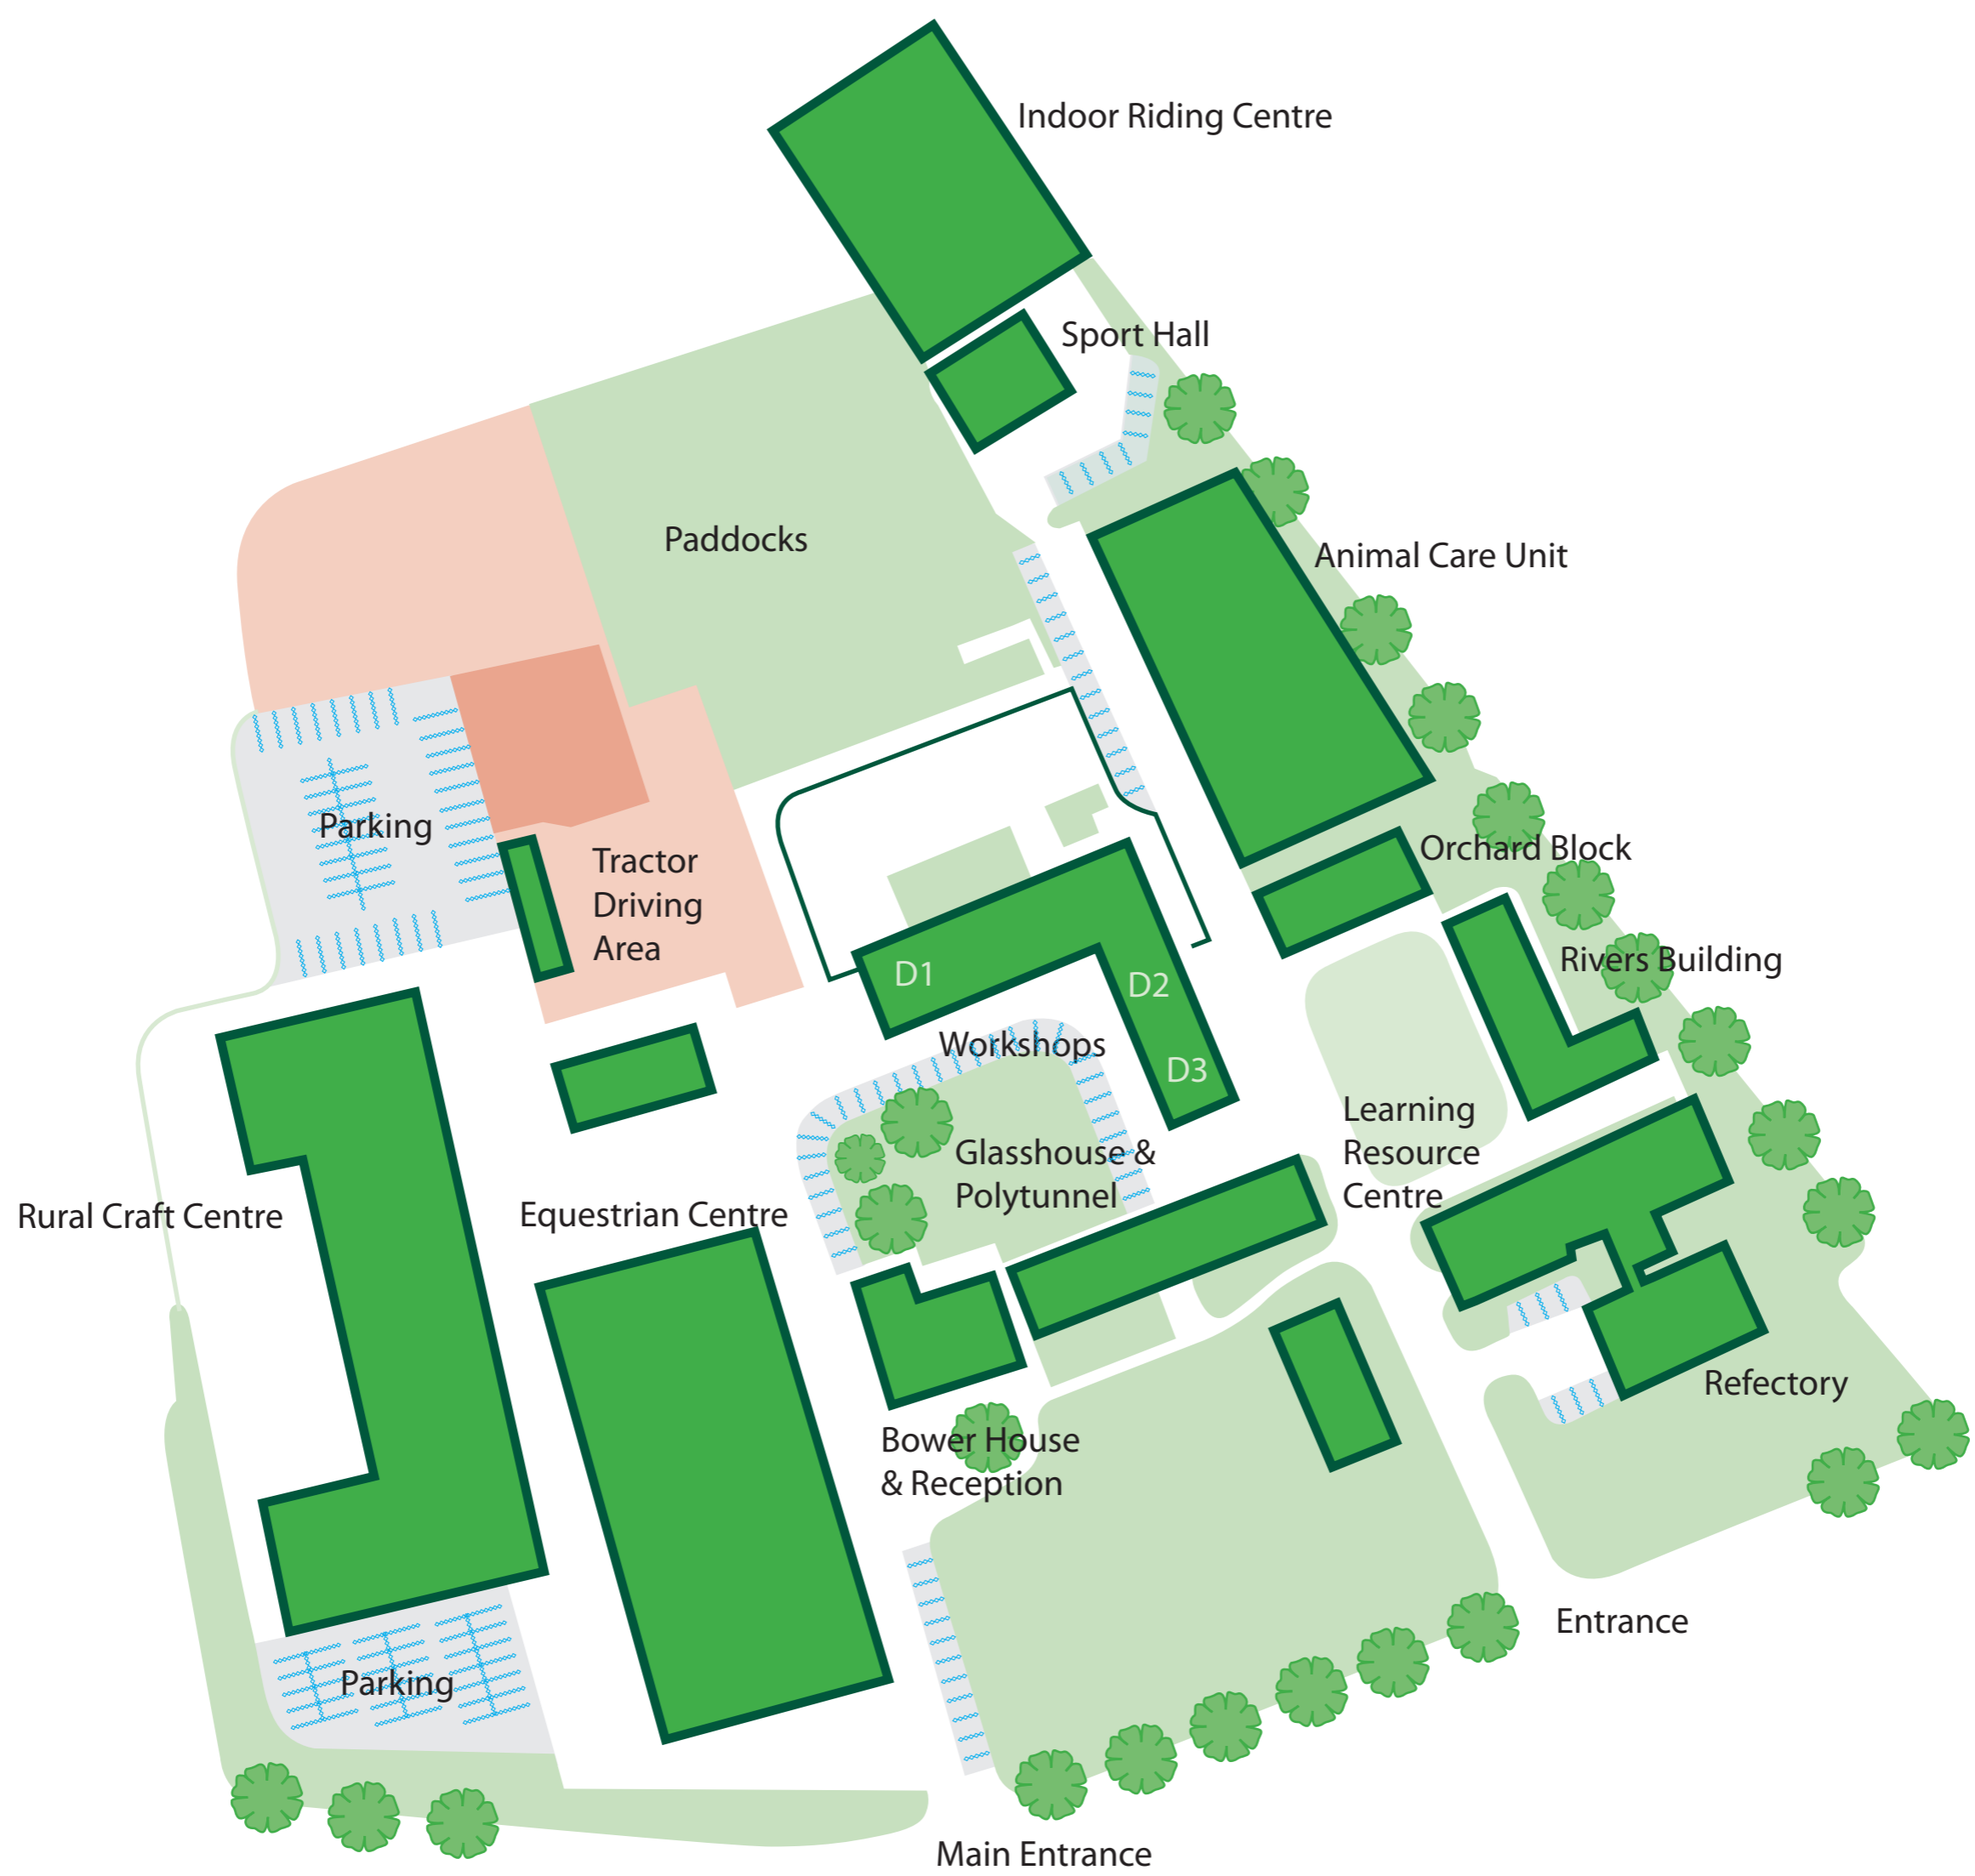 Indoor Riding Centre
Sport Hall
Paddocks
Animal Care Unit
Parking
Tractor
Driving
Area
Orchard Block
Rivers Building
D1
D2
D3
Workshops
Learning
Resource
Centre
Glasshouse &
Polytunnel
Rural Craft Centre
Equestrian Centre
Refectory
Bower House
& Reception
Entrance
Parking
Main Entrance